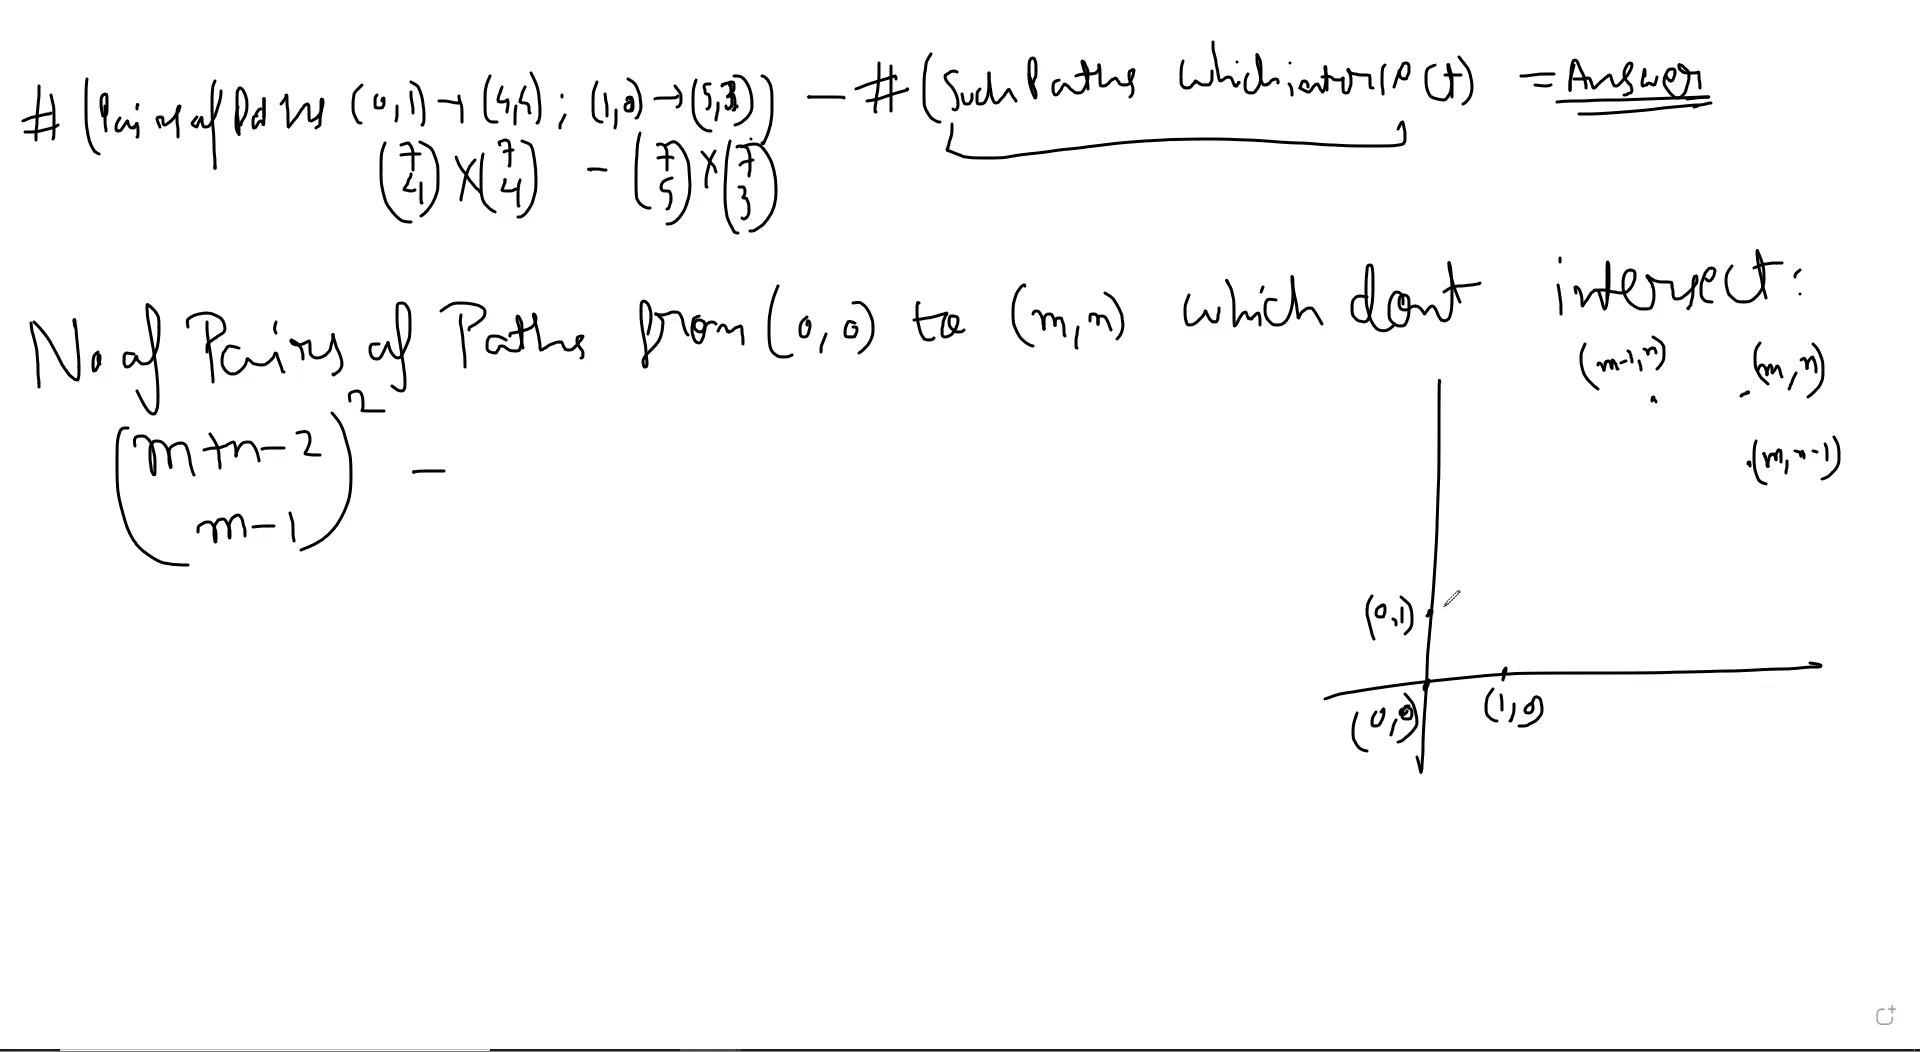 # (Pairs of Paths (0,1) → (4,4) ; (1,0) → (5,3)) – # (Such Paths which intersect) = Answer
(7 4) × (7 4) – (7 5) × (7 3)
No of Pairs of Paths from (0,0) to (m,n) which dont intersect:
(m-1,n) (m,n)
(m+n-2 m-1)² –
(m,n-1)
(0,1)
(0,0) (1,0)